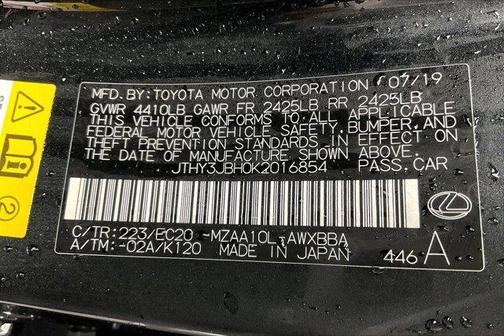 MFD. BY: TOYOTA MOTOR CORPORATION 07/19
GVWR 4410LB GAWR FR 2425LB RR 2425LB
THIS VEHICLE CONFORMS TO ALL APPLICABLE
FEDERAL MOTOR VEHICLE SAFETY, BUMPER, AND
THEFT PREVENTION STANDARDS IN EFFECT ON
THE DATE OF MANUFACTURE SHOWN ABOVE.
JTHY3JBH0K2016854 PASS. CAR
C/TR: 223/EC20 -MZAA10L-AWXBBA
A/TM: -02A/K120 MADE IN JAPAN 446 A
2